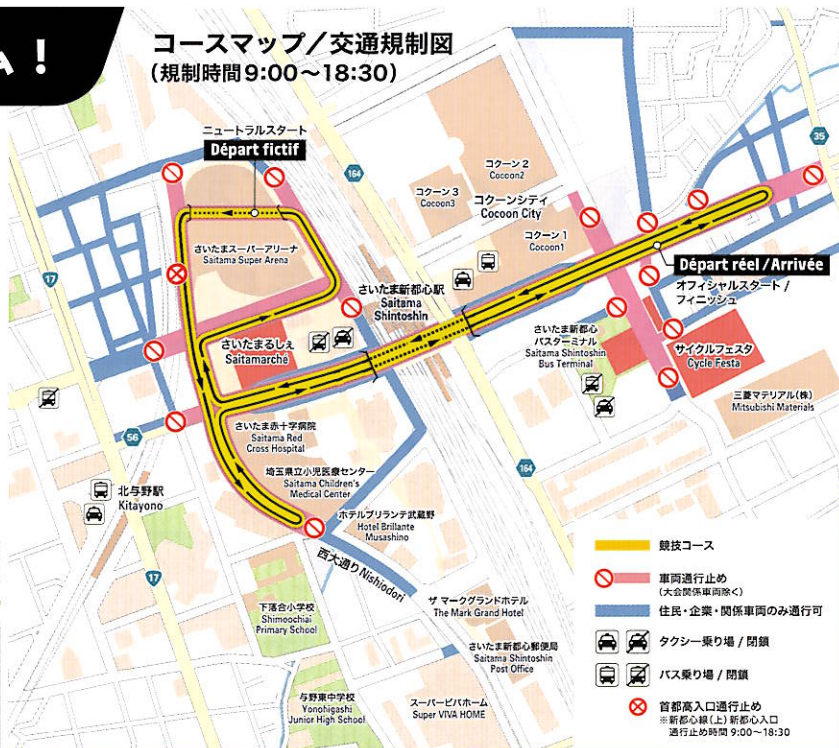 ！
コースマップ／交通規制図
(規制時間9:00～18:30)
ニュートラルスタート
Départ fictif
164
35
コクーン 2
Cocoon2
コクーン 3
Cocoon3
コクーンシティ
Cocoon City
コクーン 1
Cocoon1
さいたまスーパーアリーナ
Saitama Super Arena
17
Départ réel /Arrivée
オフィシャルスタート /
フィニッシュ
さいたま新都心駅
Saitama
Shintoshin
さいたまるしぇ
Saitamarché
さいたま新都心
バスターミナル
Saitama Shintoshin
Bus Terminal
サイクルフェスタ
Cycle Festa
三菱マテリアル(株)
Mitsubishi Materials
56
さいたま赤十字病院
Saitama Red
Cross Hospital
埼玉県立小児医療センター
Saitama Children's
Medical Center
164
北与野駅
Kitayono
ホテルブリランテ武蔵野
Hotel Brillante
Musashino
西大通り Nishiodori
17
下落合小学校
Shimoochiai
Primary School
ザ マークグランドホテル
The Mark Grand Hotel
さいたま新都心郵便局
Saitama Shintoshin
Post Office
与野東中学校
Yonohigashi
Junior High School
スーパービバホーム
Super VIVA HOME
競技コース
車両通行止め
(大会関係車両除く)
住民・企業・関係車両のみ通行可
タクシー乗り場 / 閉鎖
バス乗り場 / 閉鎖
首都高入口通行止め
※新都心線(上)新都心入口
通行止め時間 9:00～18:30